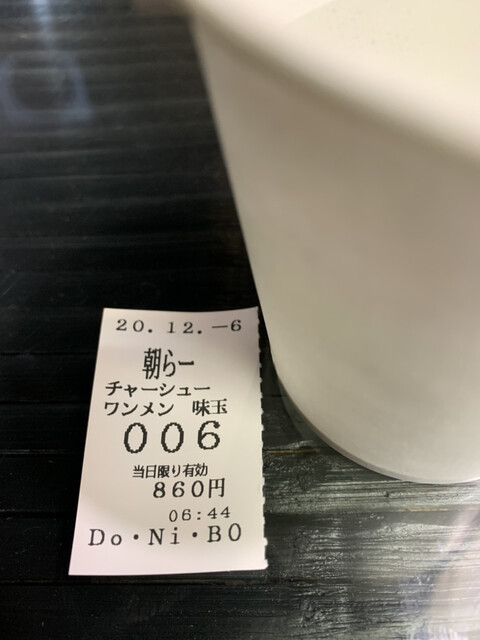 20.12.-6
朝らー
チャーシュー
ワンメン 味玉
006
当日限り有効
860円
06:44
Do・Ni・BO